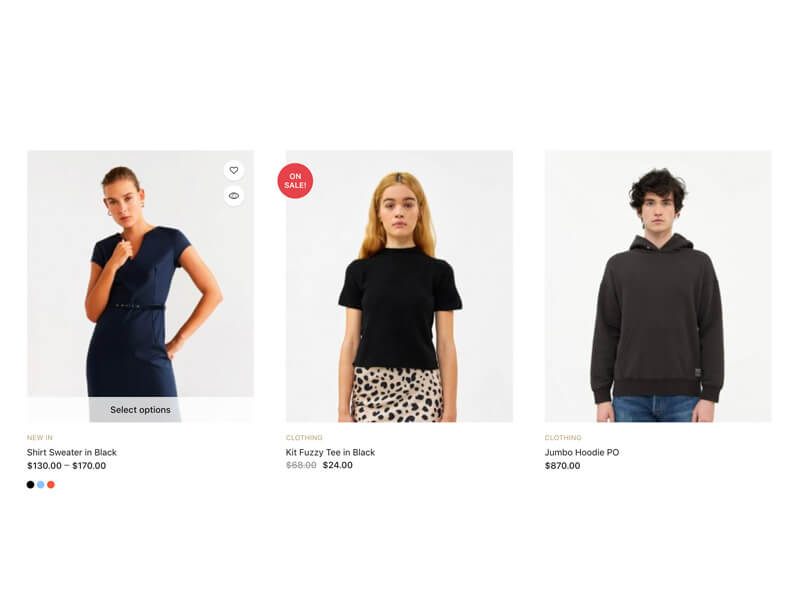 ON
SALE!
Select options
NEW IN
Shirt Sweater in Black
$130.00 – $170.00
CLOTHING
Kit Fuzzy Tee in Black
$68.00 $24.00
CLOTHING
Jumbo Hoodie PO
$870.00